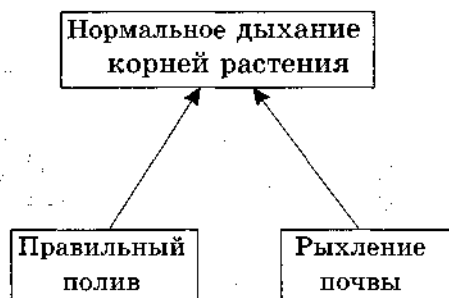 Нормальное дыхание
корней растения
Правильный
полив
Рыхление
почвы